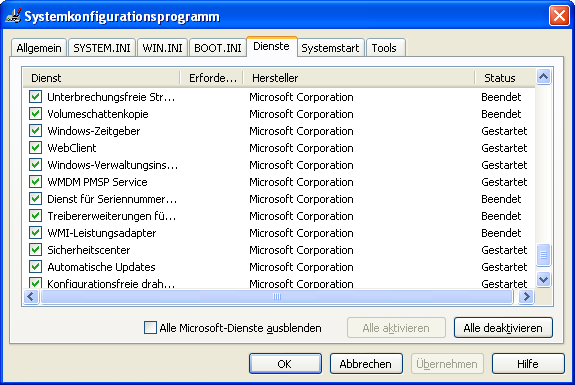 Systemkonfigurationsprogramm
Allgemein SYSTEM.INI WIN.INI BOOT.INI Dienste Systemstart Tools
Dienst Erforde... Hersteller Status
Unterbrechungsfreie Str... Microsoft Corporation Beendet
Volumeschattenkopie Microsoft Corporation Beendet
Windows-Zeitgeber Microsoft Corporation Gestartet
WebClient Microsoft Corporation Gestartet
Windows-Verwaltungsins... Microsoft Corporation Gestartet
WMDM PMSP Service Microsoft Corporation Gestartet
Dienst für Seriennummer... Microsoft Corporation Beendet
Treibererweiterungen fü... Microsoft Corporation Beendet
WMI-Leistungsadapter Microsoft Corporation Beendet
Sicherheitscenter Microsoft Corporation Gestartet
Automatische Updates Microsoft Corporation Gestartet
Konfigurationsfreie drah... Microsoft Corporation Gestartet
Alle Microsoft-Dienste ausblenden Alle aktivieren Alle deaktivieren
OK Abbrechen Übernehmen Hilfe